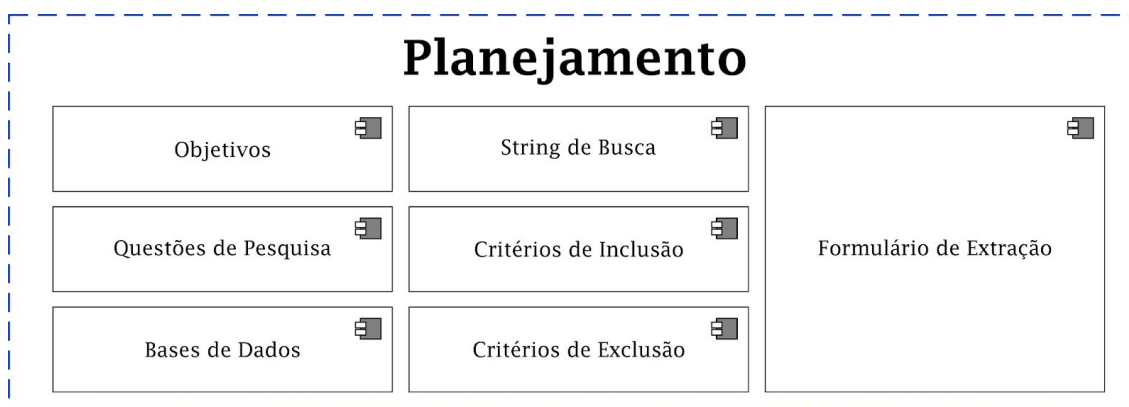 Planejamento
Objetivos
String de Busca
Questões de Pesquisa
Critérios de Inclusão
Formulário de Extração
Bases de Dados
Critérios de Exclusão